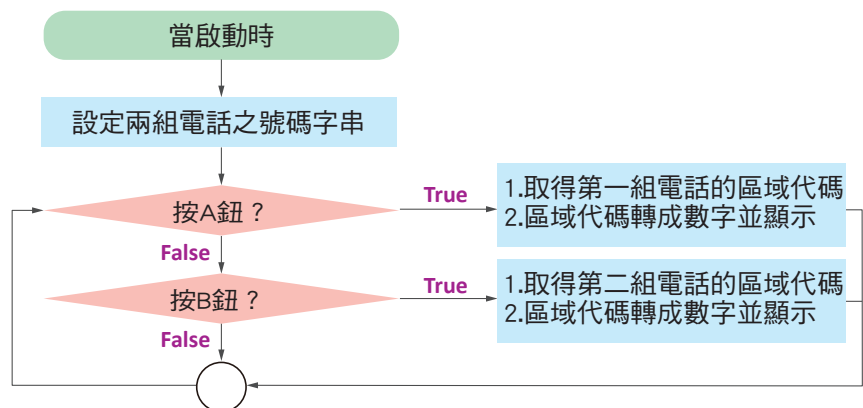 當啟動時
設定兩組電話之號碼字串
按A鈕？
True
1.取得第一組電話的區域代碼
2.區域代碼轉成數字並顯示
False
按B鈕？
True
1.取得第二組電話的區域代碼
2.區域代碼轉成數字並顯示
False